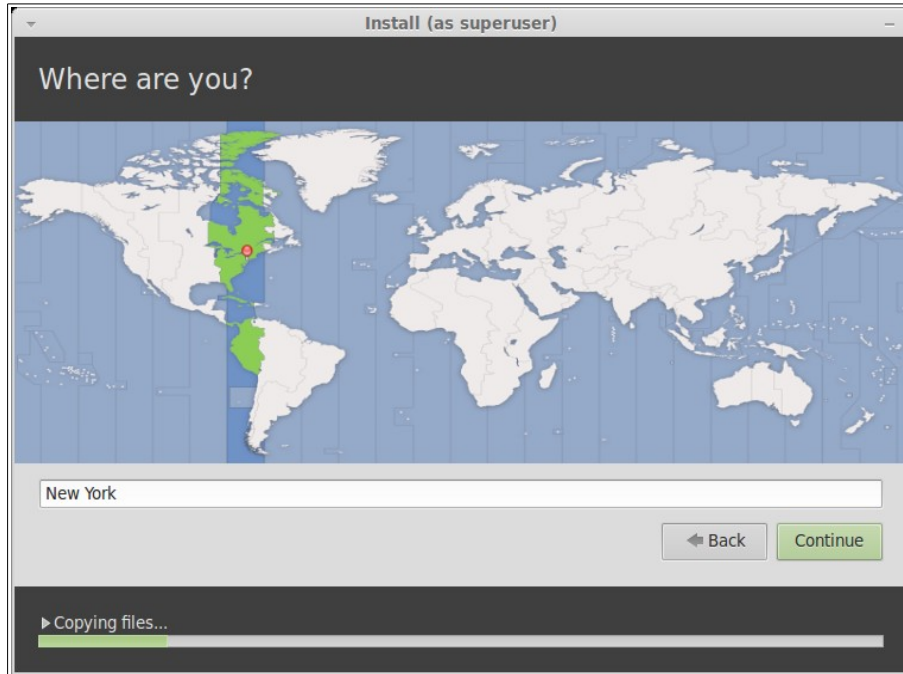 Install (as superuser)
Where are you?
New York
Back
Continue
Copying files...